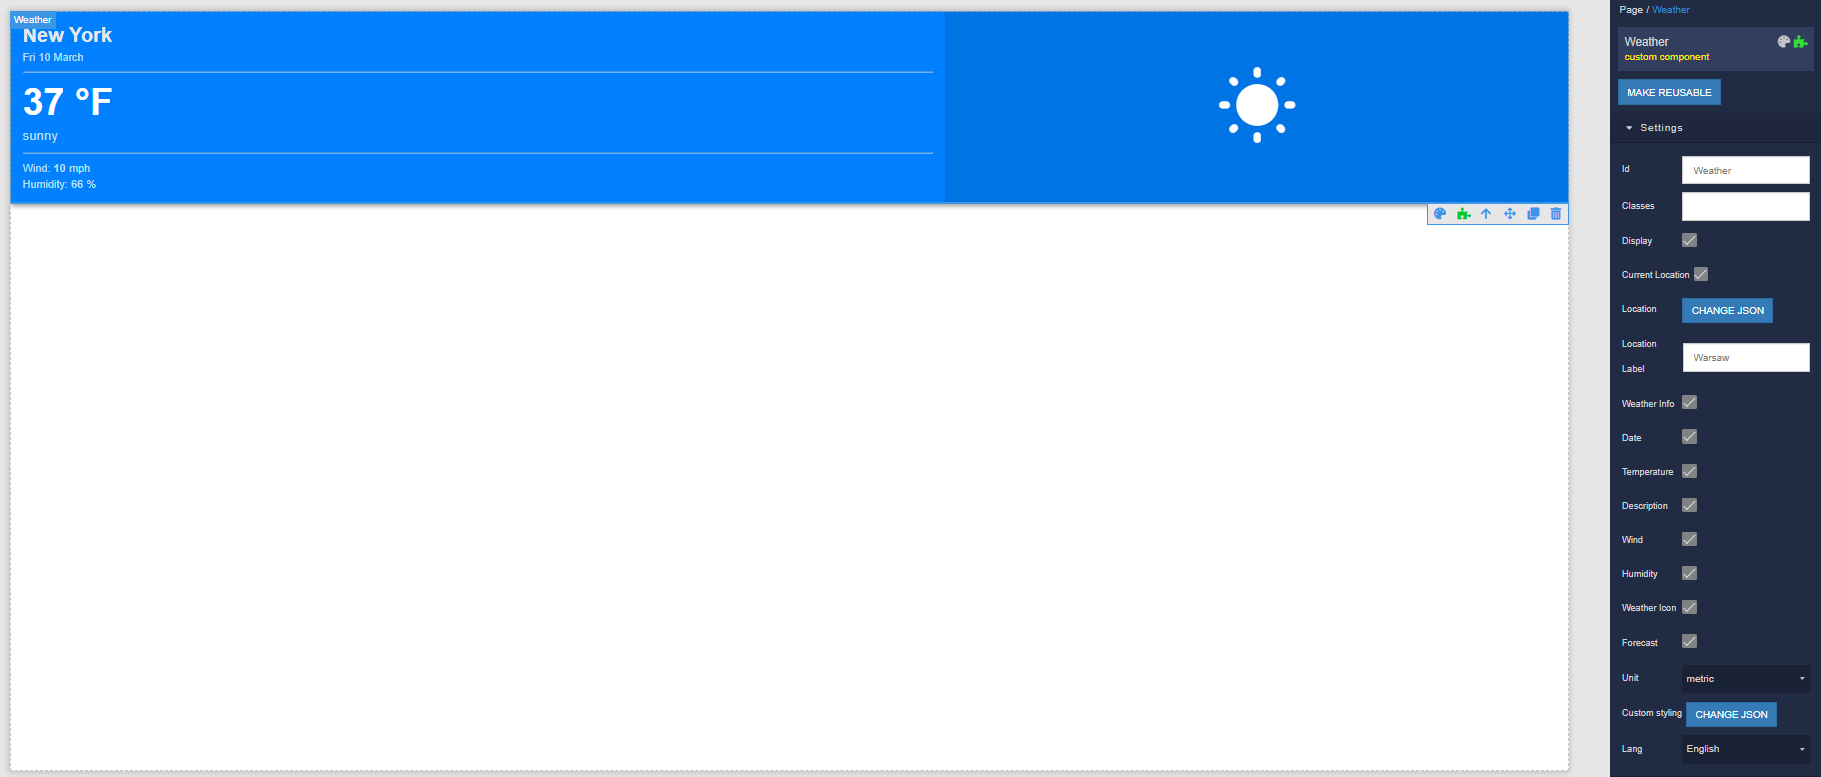 Weather
New York
Fri 10 March
37 °F
sunny
Wind: 10 mph
Humidity: 66 %
Page / Weather
Weather
custom component
MAKE REUSABLE
Settings
Id
Weather
Classes
Display
Current Location
Location
CHANGE JSON
Location
Label
Warsaw
Weather Info
Date
Temperature
Description
Wind
Humidity
Weather Icon
Forecast
Unit
metric
Custom styling
CHANGE JSON
Lang
English